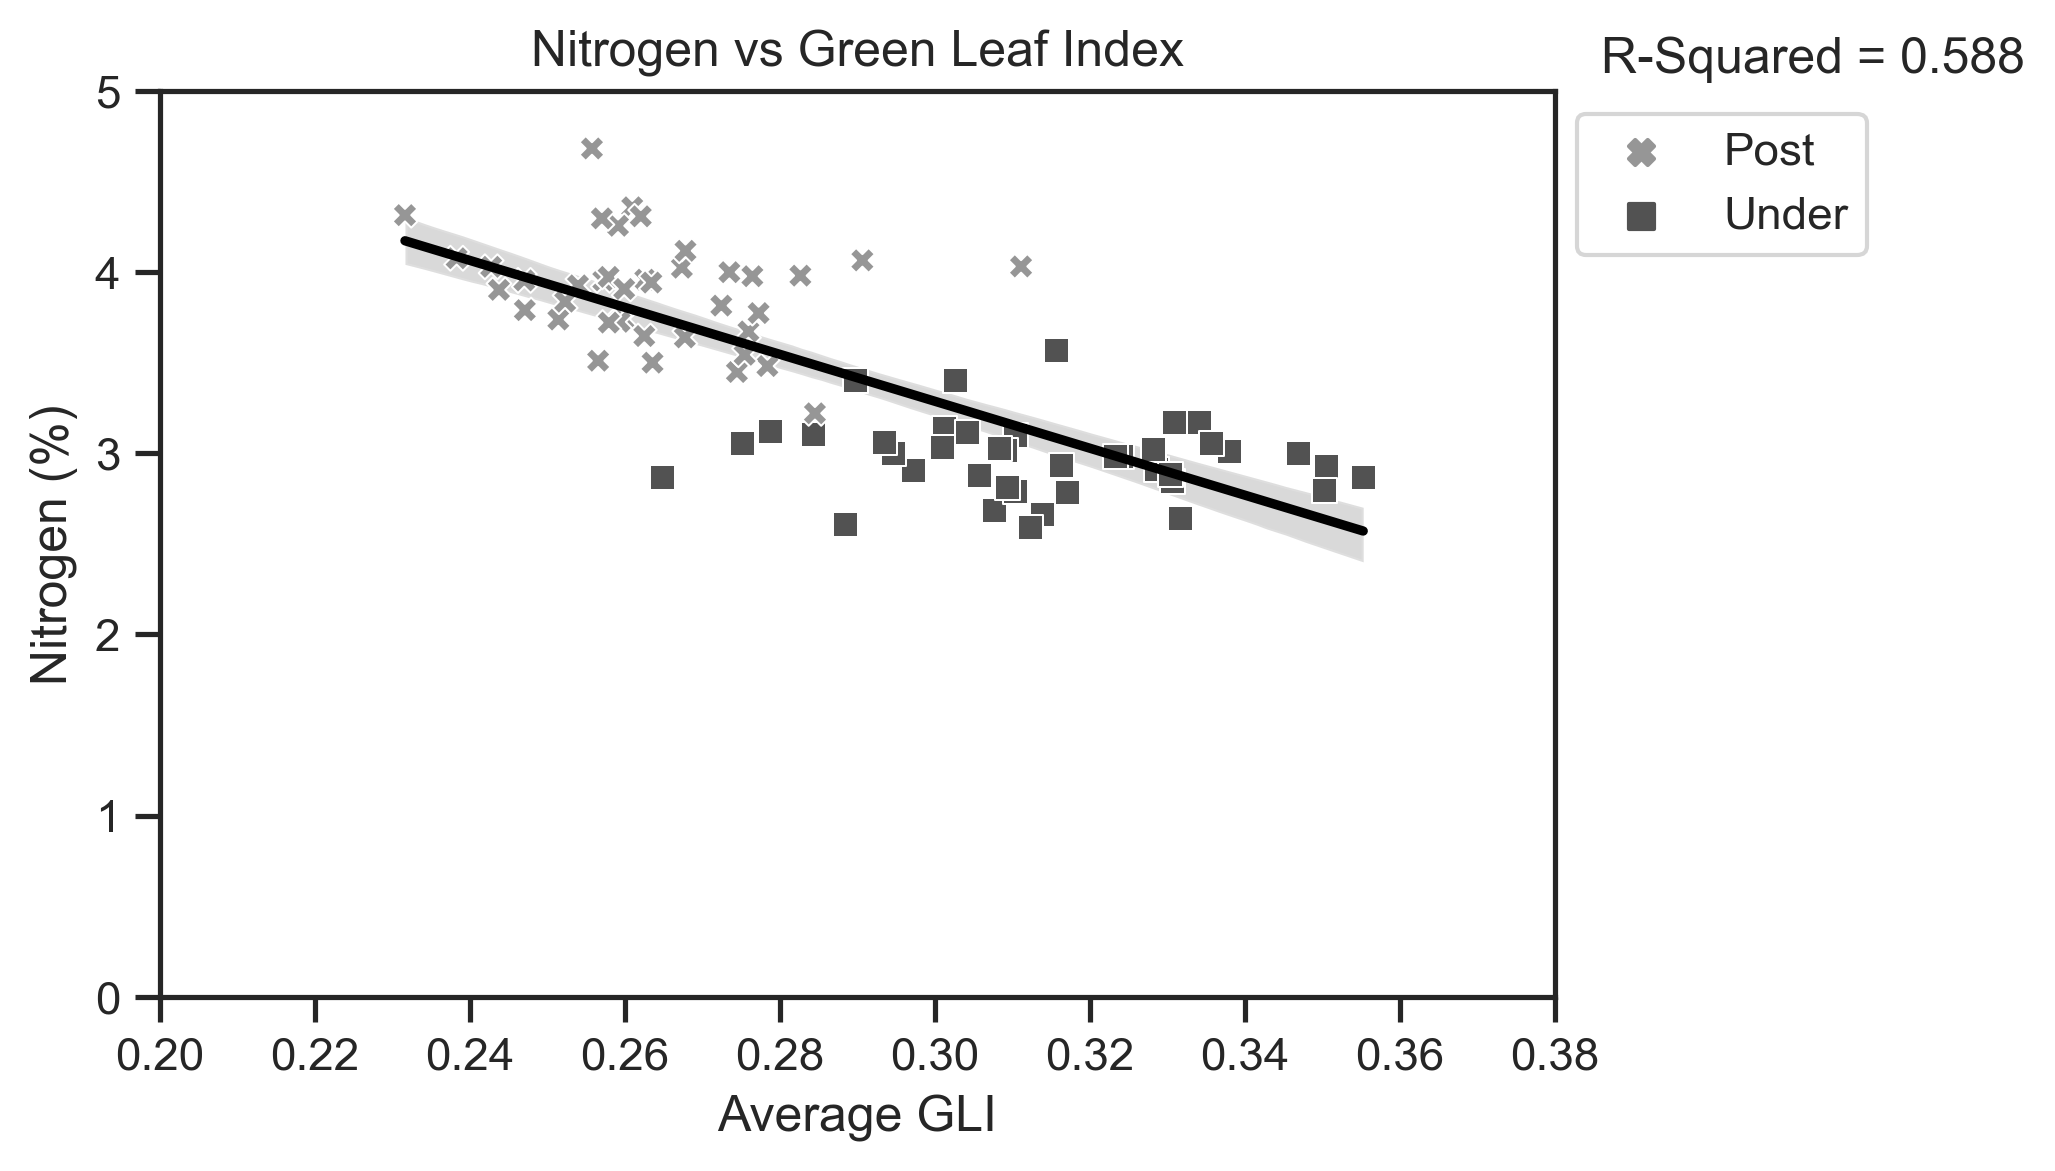 Nitrogen vs Green Leaf Index
R-Squared = 0.588
Post
Under
5
4
3
2
1
0
Nitrogen (%)
0.20 0.22 0.24 0.26 0.28 0.30 0.32 0.34 0.36 0.38
Average GLI